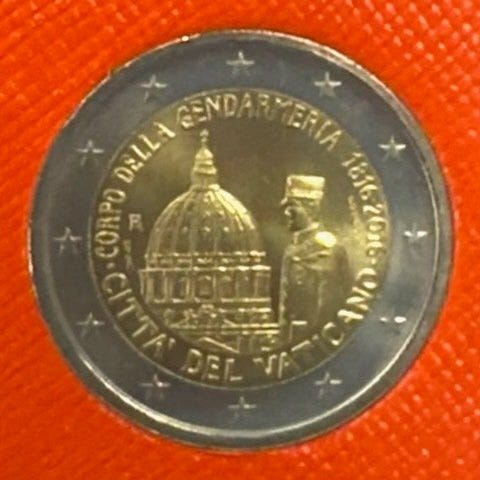 CORPO DELLA GENDARMERIA 1816·2016
R
CITTA' DEL VATICANO